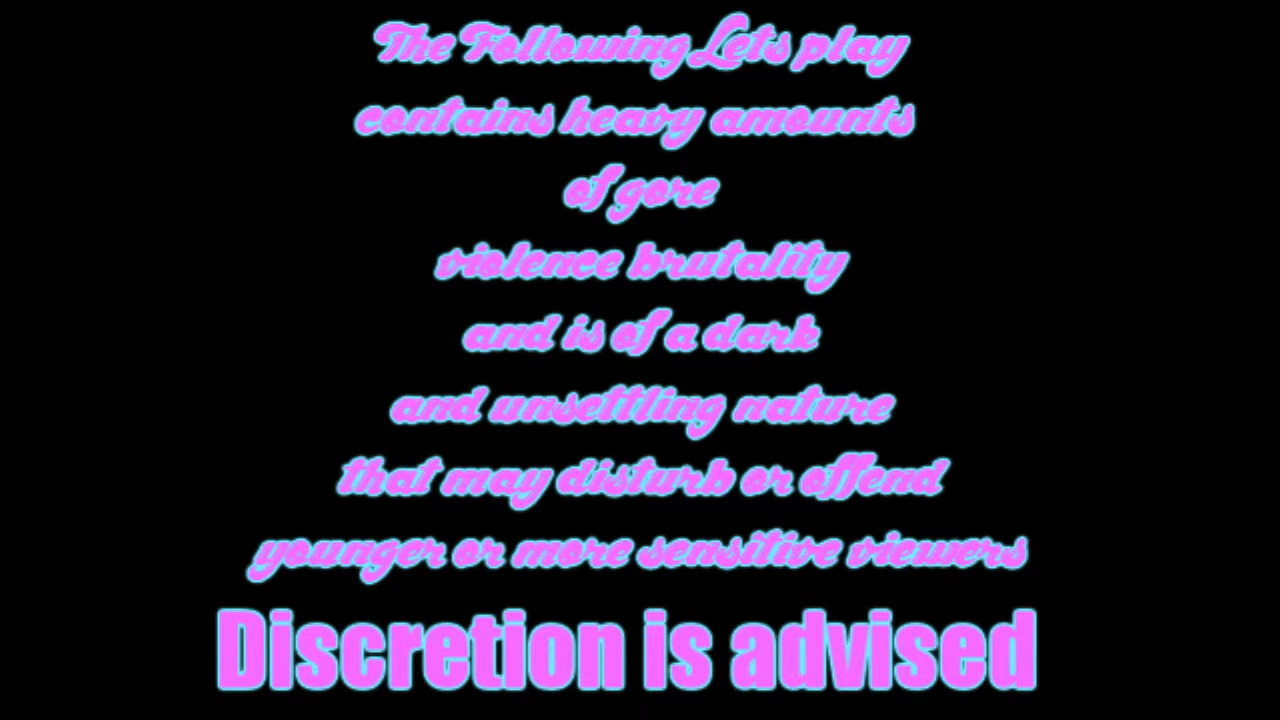 The Following Lets play
contains heavy amounts
of gore
violence brutality
and is of a dark
and unsettling nature
that may disturb or offend
younger or more sensitive viewers
Discretion is advised